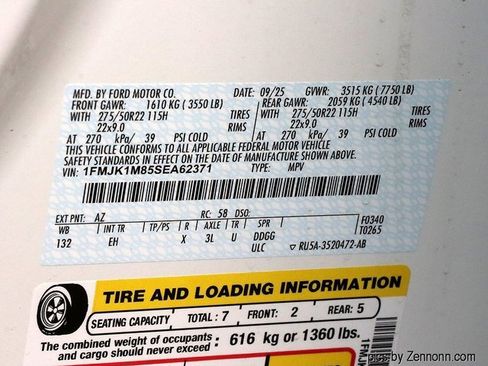 MFD. BY FORD MOTOR CO. DATE: 09/25 GVWR: 3515 KG ( 7750 LB)
FRONT GAWR: 1610 KG ( 3550 LB) REAR GAWR: 2059 KG ( 4540 LB)
WITH 275/50R22 115H TIRES WITH 275/50R22 115H TIRES
22x9.0 RIMS 22x9.0 RIMS
AT 270 kPa/ 39 PSI COLD AT 270 kPa/ 39 PSI COLD
THIS VEHICLE CONFORMS TO ALL APPLICABLE FEDERAL MOTOR VEHICLE
SAFETY STANDARDS IN EFFECT ON THE DATE OF MANUFACTURE SHOWN ABOVE.
VIN: 1FMJK1M85SEA62371 TYPE: MPV
EXT PNT: AZ RC: 58 DSO: F0340
WB INT TR TP/PS R AX TR SPR T0265
132 EH X 3L U DDGG
ULC ▽ RU5A-3520472-AB
TIRE AND LOADING INFORMATION
SEATING CAPACITY TOTAL : 7 FRONT: 2 REAR: 5
The combined weight of occupants
and cargo should never exceed: 616 kg or 1360 lbs.
1FMJK
pics by Zennonn.com